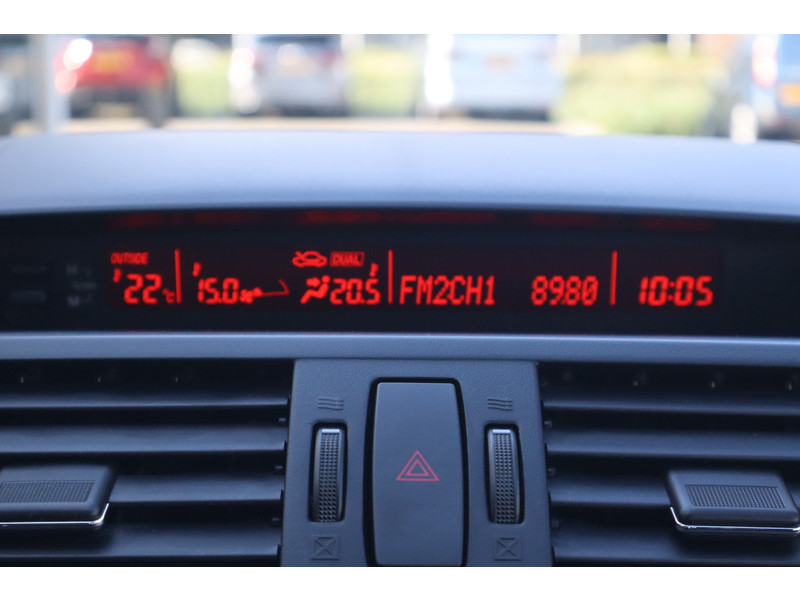 OUTSIDE
22°C
15.0
DUAL
20.5
FM2CH1 89.80
10:05
H
M